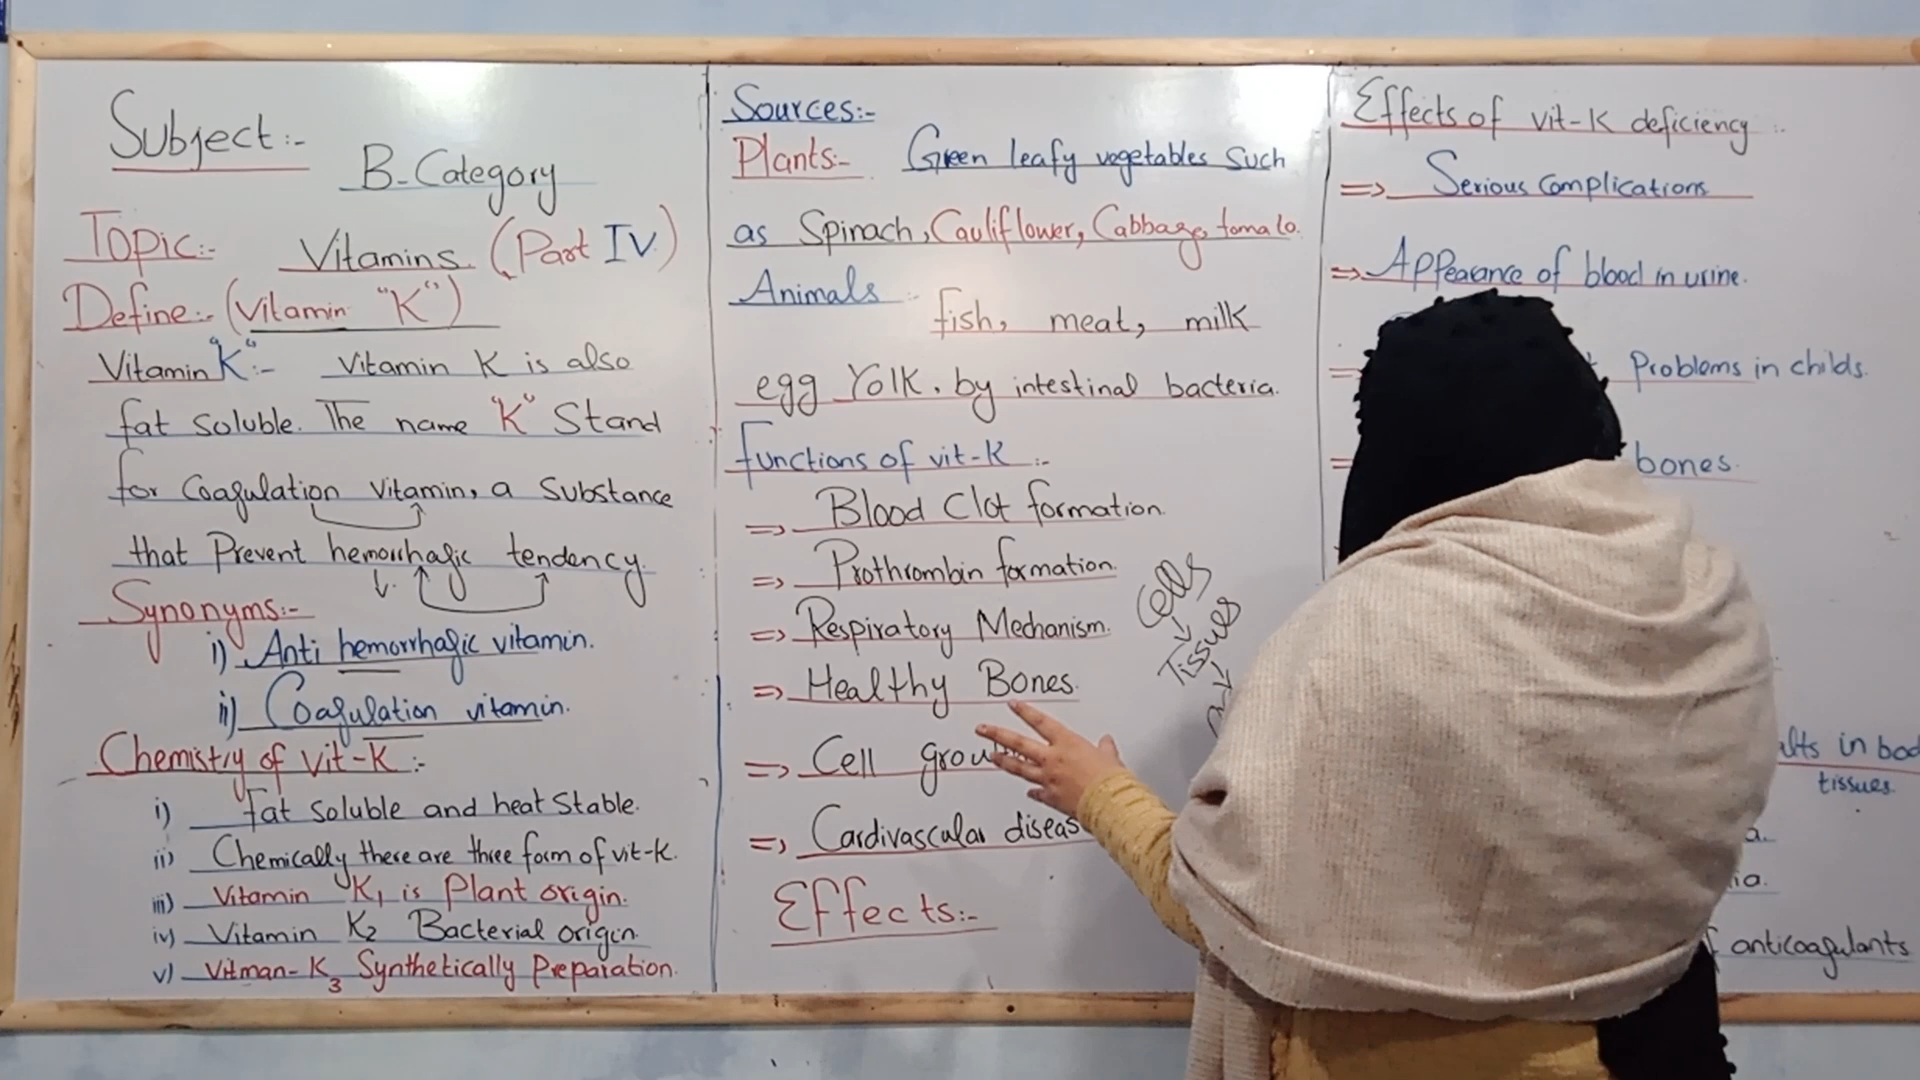 Subject:-
B-Category
Topic:- Vitamins (Part IV)
Define:- (Vitamin "K")
Vitamin "K":- Vitamin K is also
fat soluble. The name "K" Stand
for Coagulation vitamin, a Substance
that Prevent hemorrhagic tendency.
Synonyms:-
i) Anti hemorrhagic vitamin.
ii) Coagulation vitamin.
Chemistry of vit-K:-
i) Fat soluble and heat Stable.
ii) Chemically there are three form of vit-K.
iii) Vitamin K1 is Plant origin.
iv) Vitamin K2 Bacterial origin.
v) Vitman-K3 Synthetically Preparation.
Sources:-
Plants:- Green leafy vegetables Such
as Spinach, Cauliflower, Cabbage, tomato.
Animals :- fish, meat, milk
egg Yolk. by intestinal bacteria.
Functions of vit-K :-
=> Blood Clot formation.
=> Prothrombin formation.
=> Respiratory Mechanism.
=> Healthy Bones.
=> Cell
=> Cardivascular
Cells
Tissues
Effects:-
Effects of vit-K deficiency :-
=> Serious Complications
=> Appearance of blood in urine.
Problems in childs.
bones.
in
tissues.
anticoagulants